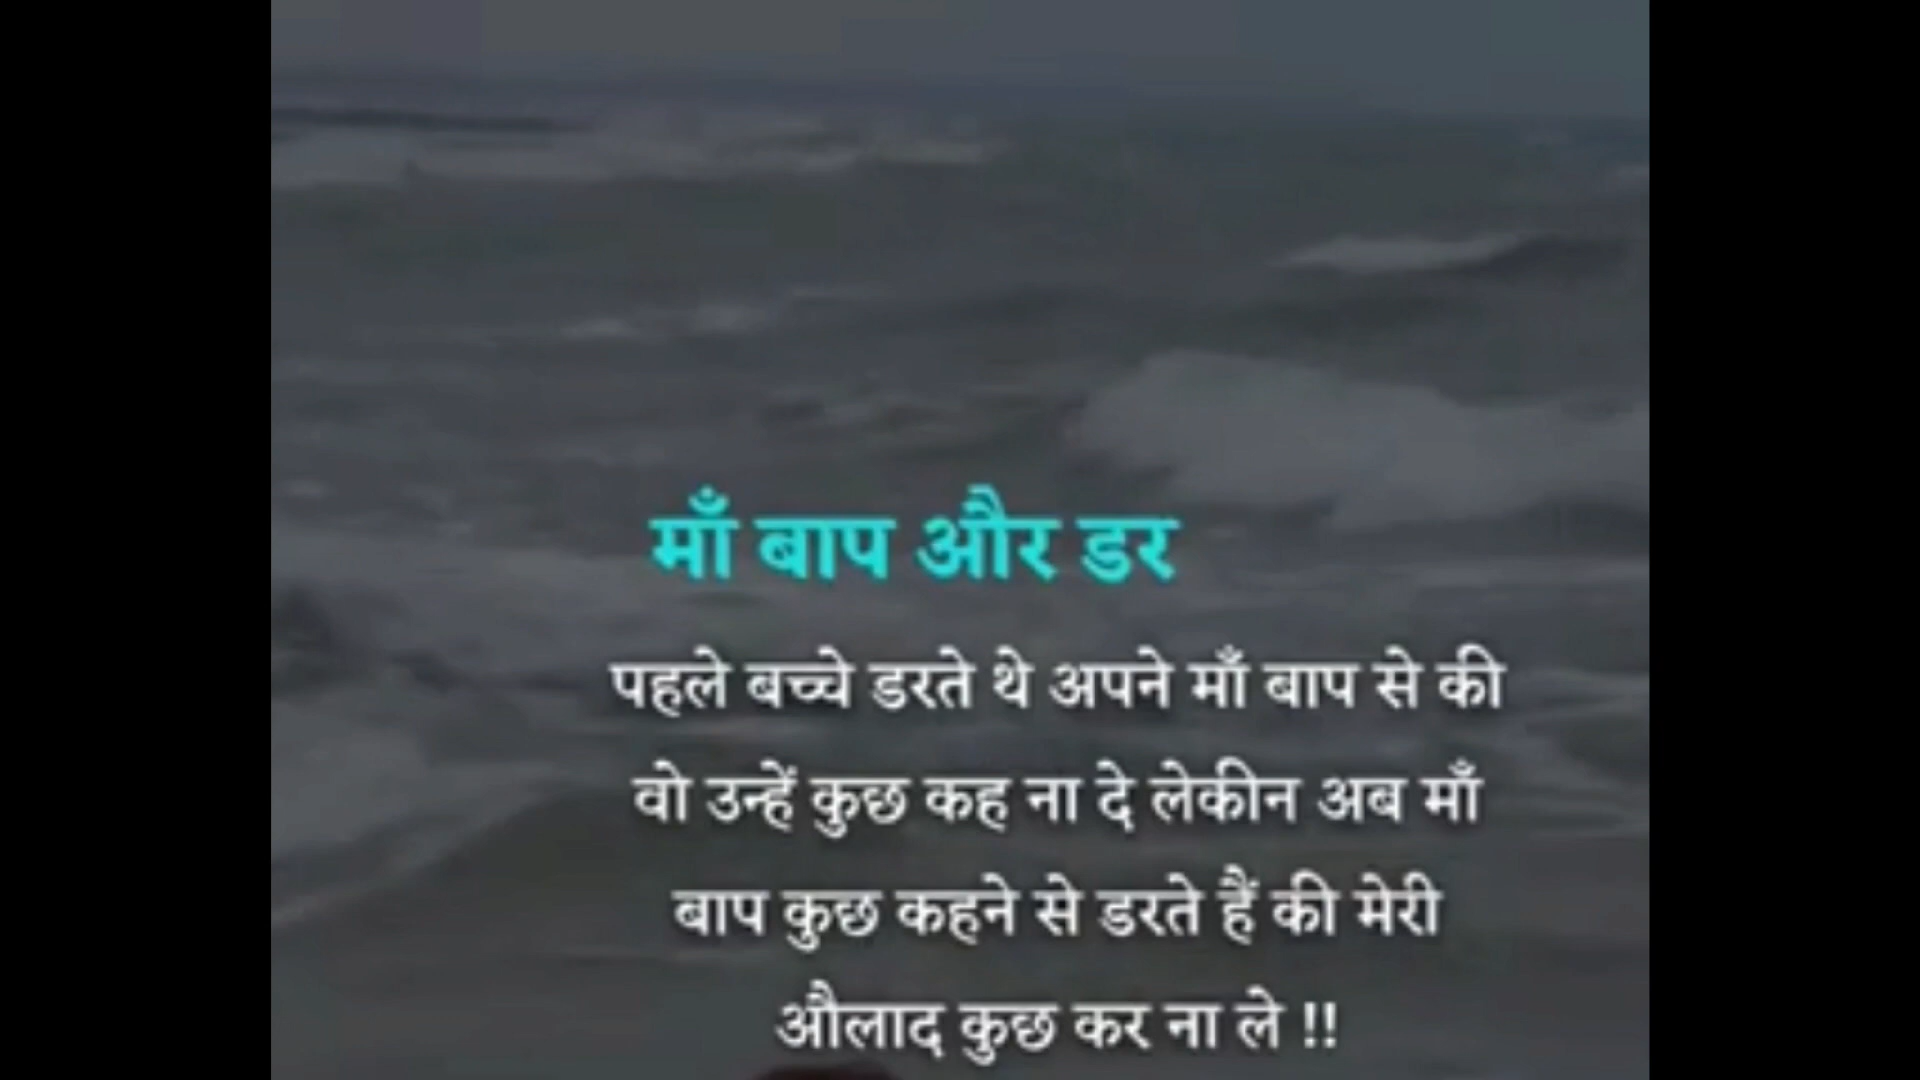 माँ बाप और डर
पहले बच्चे डरते थे अपने माँ बाप से की
वो उन्हें कुछ कह ना दे लेकीन अब माँ
बाप कुछ कहने से डरते हैं की मेरी
औलाद कुछ कर ना ले !!